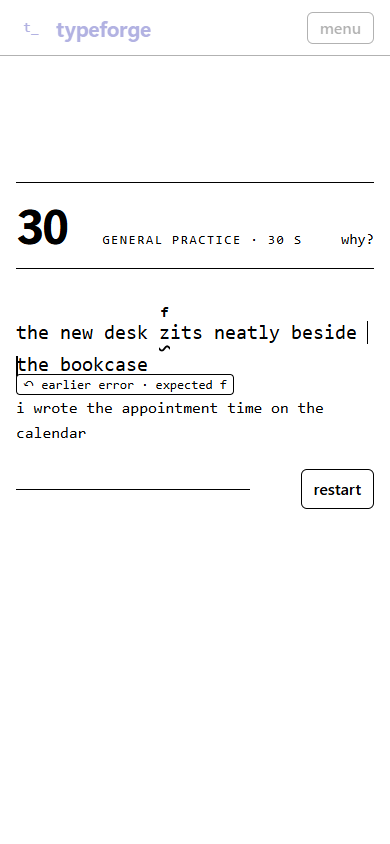 t_ typeforge menu
30 GENERAL PRACTICE · 30 S why?
f
the new desk zits neatly beside
the bookcase
↶ earlier error · expected f
i wrote the appointment time on the
calendar
restart